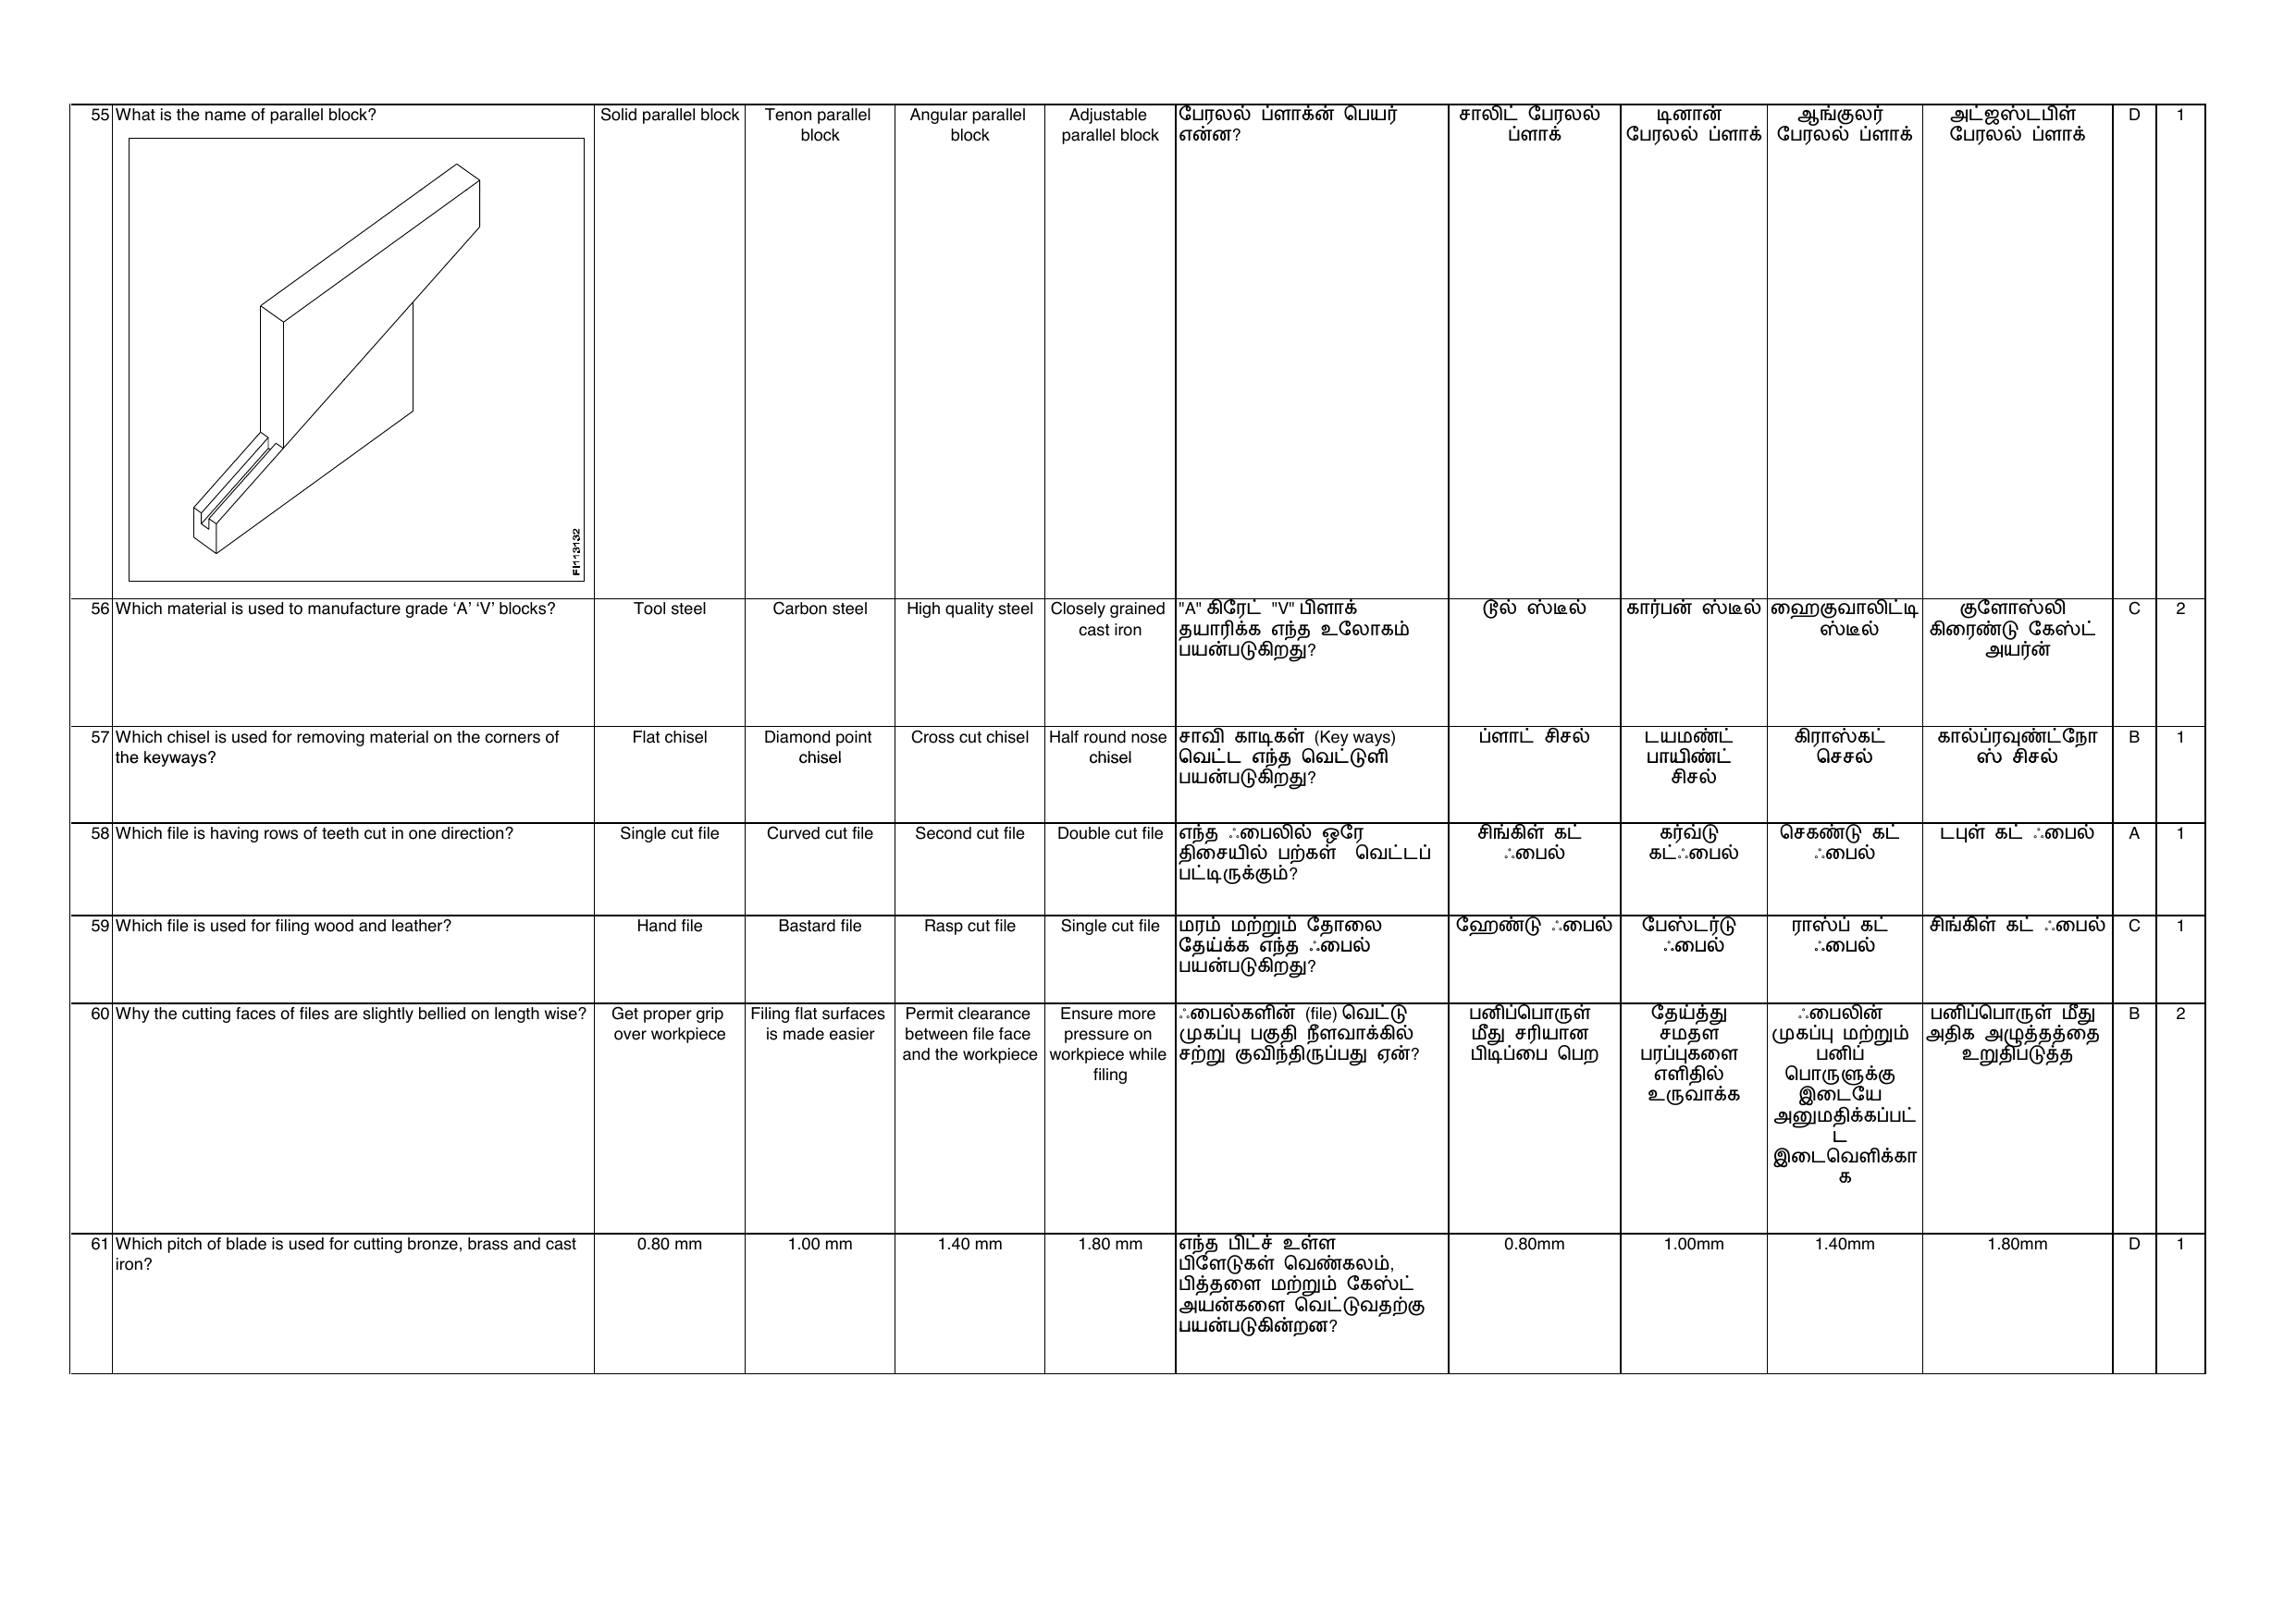 55 What is the name of parallel block?
Solid parallel block
Tenon parallel
block
Angular parallel
block
Adjustable
parallel block
பேரலல் ப்ளாக்ன் பெயர்
என்ன?
சாலிட் பேரலல்
ப்ளாக்
டினான்
பேரலல் ப்ளாக்
ஆங்குலர்
பேரலல் ப்ளாக்
அட்ஜஸ்டபிள்
பேரலல் ப்ளாக்
D
1
FI113132
56 Which material is used to manufacture grade ‘A’ ‘V’ blocks?
Tool steel
Carbon steel
High quality steel
Closely grained
cast iron
"A" கிரேட் "V" பிளாக்
தயாரிக்க எந்த உலோகம்
பயன்படுகிறது?
டூல் ஸ்டீல்
கார்பன் ஸ்டீல்
ஹைகுவாலிட்டி
ஸ்டீல்
குளோஸ்லி
கிரைண்டு கேஸ்ட்
அயர்ன்
C
2
57 Which chisel is used for removing material on the corners of
the keyways?
Flat chisel
Diamond point
chisel
Cross cut chisel
Half round nose
chisel
சாவி காடிகள் (Key ways)
வெட்ட எந்த வெட்டுளி
பயன்படுகிறது?
ப்ளாட் சிசல்
டயமண்ட்
பாயிண்ட்
சிசல்
கிராஸ்கட்
செசல்
கால்ப்ரவுண்ட்நோ
ஸ் சிசல்
B
1
58 Which file is having rows of teeth cut in one direction?
Single cut file
Curved cut file
Second cut file
Double cut file
எந்த ஃபைலில் ஒரே
திசையில் பற்கள் வெட்டப்
பட்டிருக்கும்?
சிங்கிள் கட்
ஃபைல்
கர்வ்டு
கட்ஃபைல்
செகண்டு கட்
ஃபைல்
டபுள் கட் ஃபைல்
A
1
59 Which file is used for filing wood and leather?
Hand file
Bastard file
Rasp cut file
Single cut file
மரம் மற்றும் தோலை
தேய்க்க எந்த ஃபைல்
பயன்படுகிறது?
ஹேண்டு ஃபைல்
பேஸ்டர்டு
ஃபைல்
ராஸ்ப் கட்
ஃபைல்
சிங்கிள் கட் ஃபைல்
C
1
60 Why the cutting faces of files are slightly bellied on length wise?
Get proper grip
over workpiece
Filing flat surfaces
is made easier
Permit clearance
between file face
and the workpiece
Ensure more
pressure on
workpiece while
filing
ஃபைல்களின் (file) வெட்டு
முகப்பு பகுதி நீளவாக்கில்
சற்று குவிந்திருப்பது ஏன்?
பனிப்பொருள்
மீது சரியான
பிடிப்பை பெற
தேய்த்து
சமதள
பரப்புகளை
எளிதில்
உருவாக்க
ஃபைலின்
முகப்பு மற்றும்
பனிப்
பொருளுக்கு
இடையே
அனுமதிக்கப்பட்
ட
இடைவெளிக்கா
க
பனிப்பொருள் மீது
அதிக அழுத்தத்தை
உறுதிபடுத்த
B
2
61 Which pitch of blade is used for cutting bronze, brass and cast
iron?
0.80 mm
1.00 mm
1.40 mm
1.80 mm
எந்த பிட்ச் உள்ள
பிளேடுகள் வெண்கலம்,
பித்தளை மற்றும் கேஸ்ட்
அயன்களை வெட்டுவதற்கு
பயன்படுகின்றன?
0.80mm
1.00mm
1.40mm
1.80mm
D
1